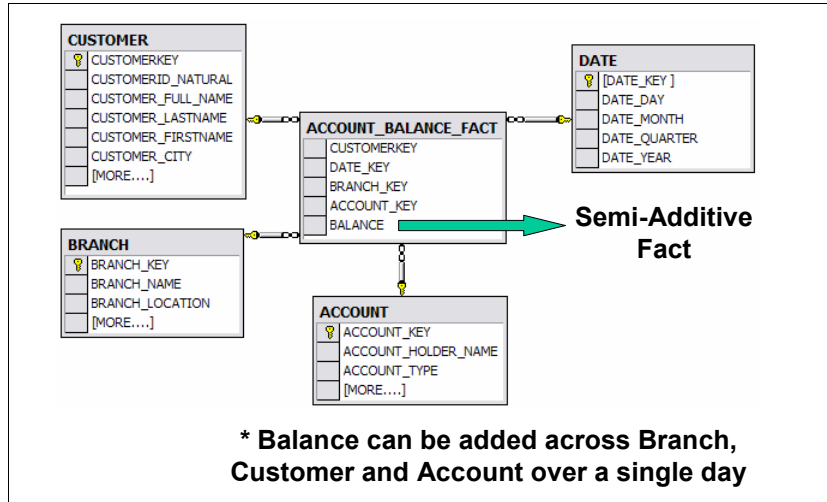 CUSTOMER
CUSTOMERKEY
CUSTOMERID_NATURAL
CUSTOMER_FULL_NAME
CUSTOMER_LASTNAME
CUSTOMER_FIRSTNAME
CUSTOMER_CITY
[MORE....]
ACCOUNT_BALANCE_FACT
CUSTOMERKEY
DATE_KEY
BRANCH_KEY
ACCOUNT_KEY
BALANCE
DATE
[DATE_KEY ]
DATE_DAY
DATE_MONTH
DATE_QUARTER
DATE_YEAR
Semi-Additive
Fact
BRANCH
BRANCH_KEY
BRANCH_NAME
BRANCH_LOCATION
[MORE....]
ACCOUNT
ACCOUNT_KEY
ACCOUNT_HOLDER_NAME
ACCOUNT_TYPE
[MORE....]
* Balance can be added across Branch,
Customer and Account over a single day